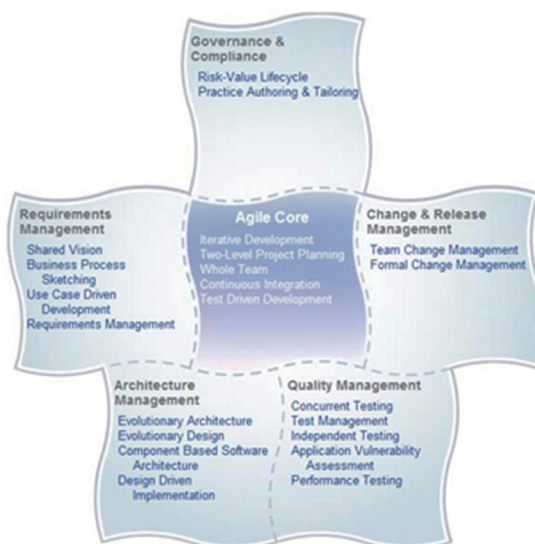 Governance &
Compliance
Risk-Value Lifecycle
Practice Authoring & Tailoring
Requirements
Management
Shared Vision
Business Process
Sketching
Use Case Driven
Development
Requirements Management
Agile Core
Iterative Development
Two-Level Project Planning
Whole Team
Continuous Integration
Test Driven Development
Change & Release
Management
Team Change Management
Formal Change Management
Architecture
Management
Evolutionary Architecture
Evolutionary Design
Component Based Software
Architecture
Design Driven
Implementation
Quality Management
Concurrent Testing
Test Management
Independent Testing
Application Vulnerability
Assessment
Performance Testing